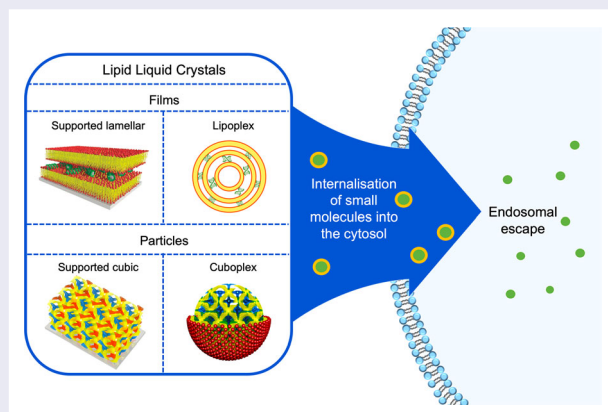 Lipid Liquid Crystals
Films
Supported lamellar
Lipoplex
Particles
Supported cubic
Cuboplex
Internalisation
of small
molecules into
the cytosol
Endosomal
escape